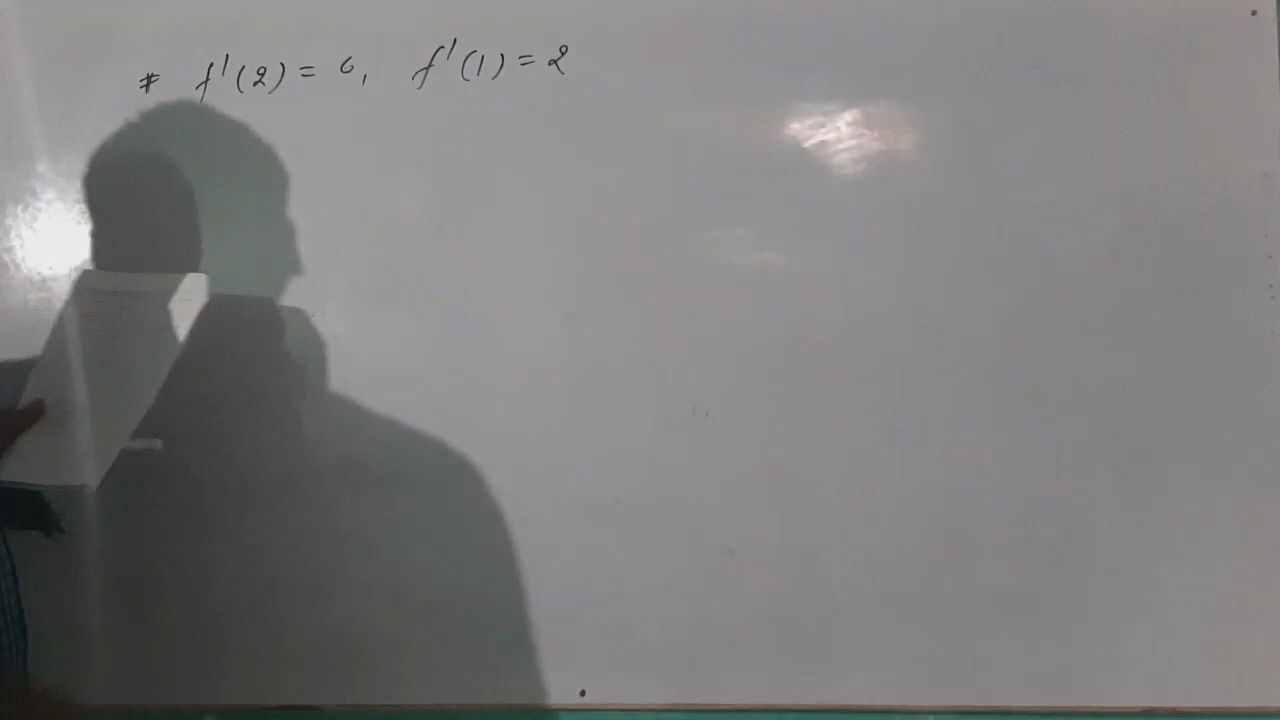 * f'(2) = 6, f'(1) = 2